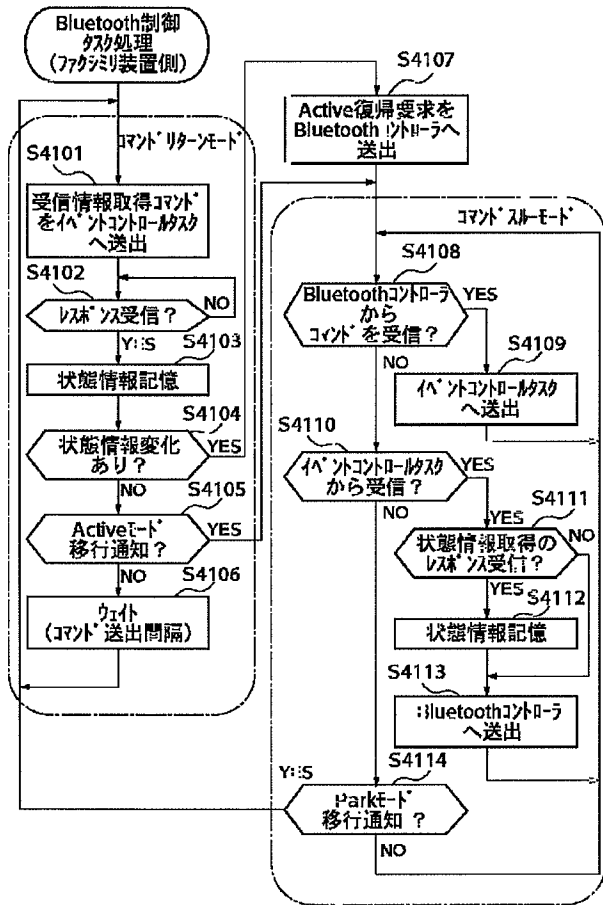 Bluetooth制御
タスク処理
(ファクシミリ装置側)
コマンドリターンモード
S4101
受信情報取得コマンド
をイベントコントロールタスク
へ送出
S4102
レスポンス受信？
NO
YES
S4103
状態情報記憶
S4104
状態情報変化
あり？
YES
NO
S4105
Activeモード
移行通知？
YES
NO
S4106
ウェイト
(コマンド送出間隔)
S4107
Active復帰要求を
Bluetoothコントローラへ
送出
コマンドスルーモード
S4108
Bluetoothコントローラ
から
コマンドを受信？
YES
NO
S4109
イベントコントロールタスク
へ送出
S4110
イベントコントロールタスク
から受信？
YES
NO
YES
S4111
状態情報取得の
レスポンス受信？
NO
YES
S4112
状態情報記憶
S4113
Bluetoothコントローラ
へ送出
S4114
YES
Parkモード
移行通知？
NO